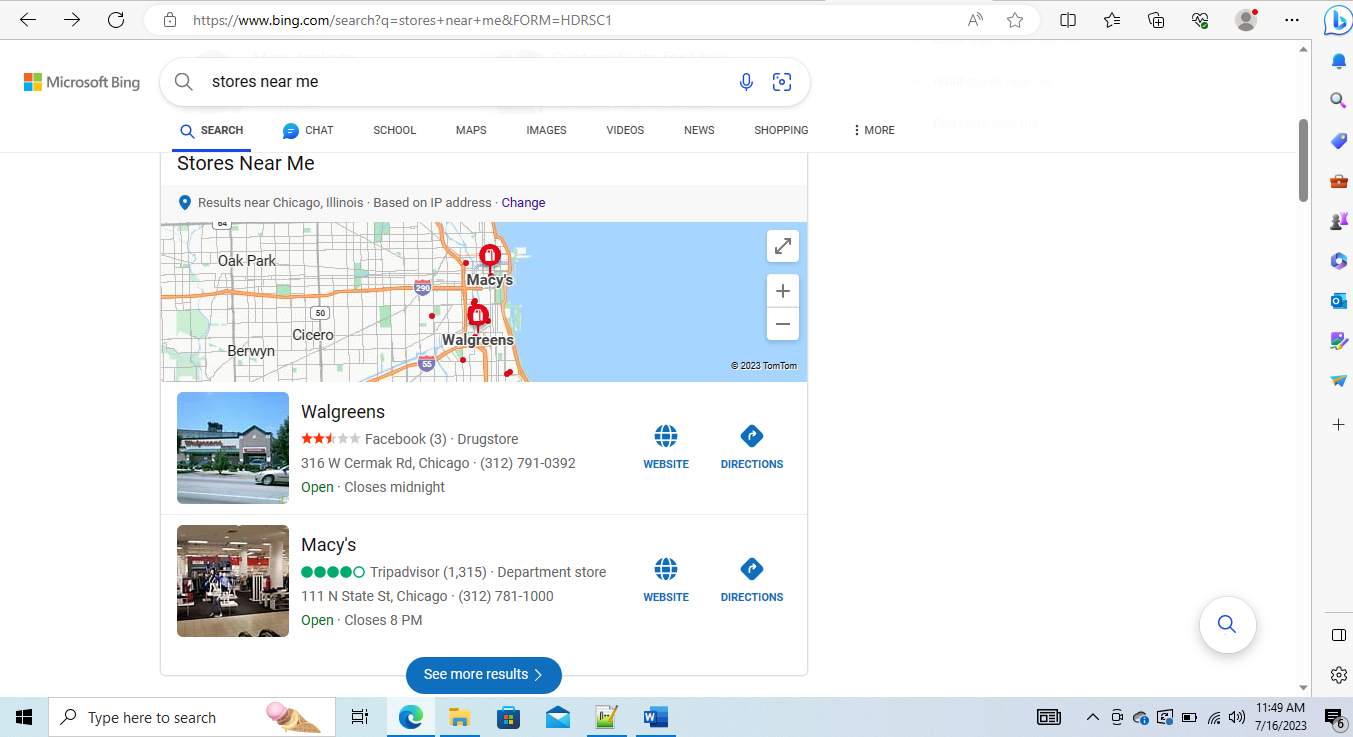 https://www.bing.com/search?q=stores+near+me&FORM=HDRSC1
Microsoft Bing
stores near me
SEARCH
CHAT
SCHOOL
MAPS
IMAGES
VIDEOS
NEWS
SHOPPING
MORE
Stores Near Me
Results near Chicago, Illinois · Based on IP address · Change
64
Oak Park
290
Macy's
50
Cicero
Walgreens
Berwyn
55
© 2023 TomTom
Walgreens
Facebook (3) · Drugstore
316 W Cermak Rd, Chicago · (312) 791-0392
Open · Closes midnight
WEBSITE
DIRECTIONS
Macy's
Tripadvisor (1,315) · Department store
111 N State St, Chicago · (312) 781-1000
Open · Closes 8 PM
WEBSITE
DIRECTIONS
See more results
Type here to search
11:49 AM
7/16/2023
6